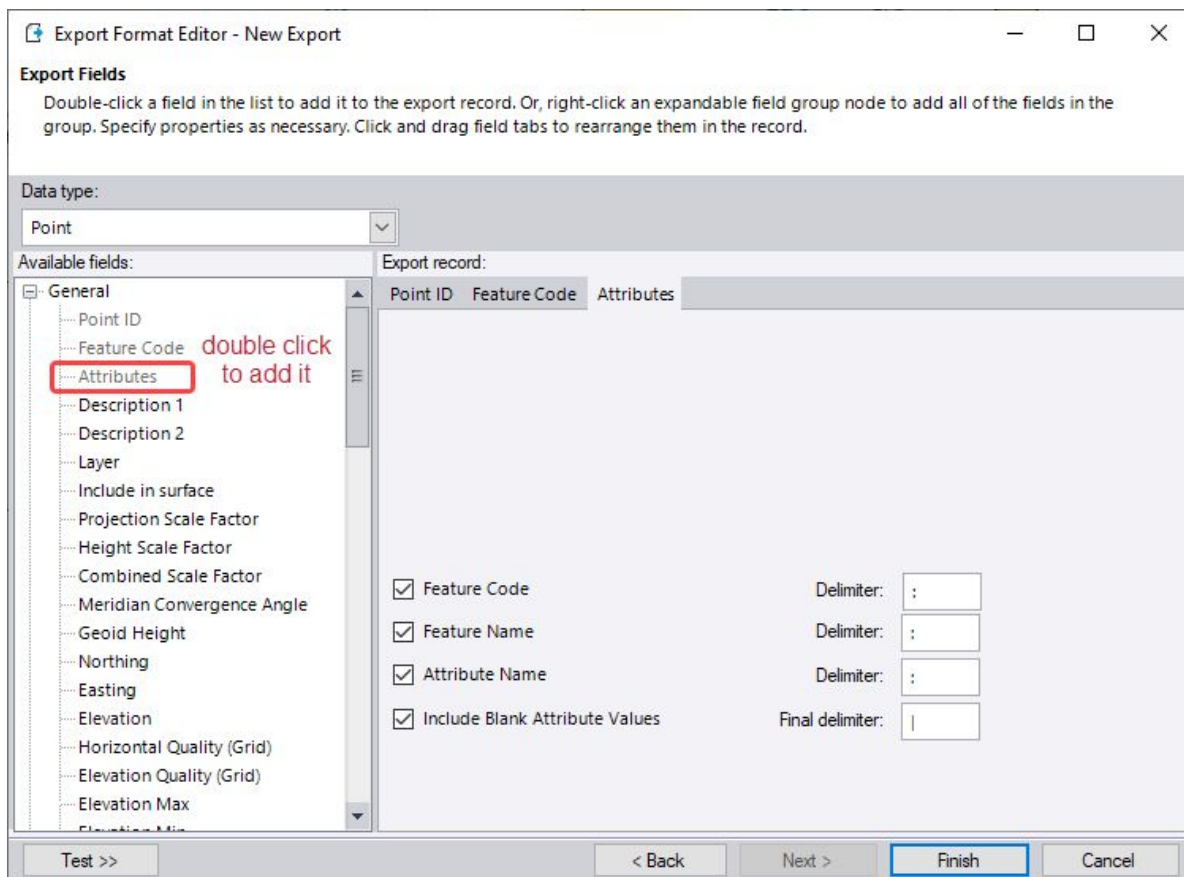 Export Format Editor - New Export
Export Fields
Double-click a field in the list to add it to the export record. Or, right-click an expandable field group node to add all of the fields in the
group. Specify properties as necessary. Click and drag field tabs to rearrange them in the record.
Data type:
Point
Available fields:
Export record:
General
Point ID
Feature Code
Attributes
double click
to add it
Description 1
Description 2
Layer
Include in surface
Projection Scale Factor
Height Scale Factor
Combined Scale Factor
Meridian Convergence Angle
Geoid Height
Northing
Easting
Elevation
Horizontal Quality (Grid)
Elevation Quality (Grid)
Elevation Max
Elevation Min
Point ID Feature Code Attributes
Feature Code Delimiter: :
Feature Name Delimiter: :
Attribute Name Delimiter: :
Include Blank Attribute Values Final delimiter: |
Test >> < Back Next > Finish Cancel